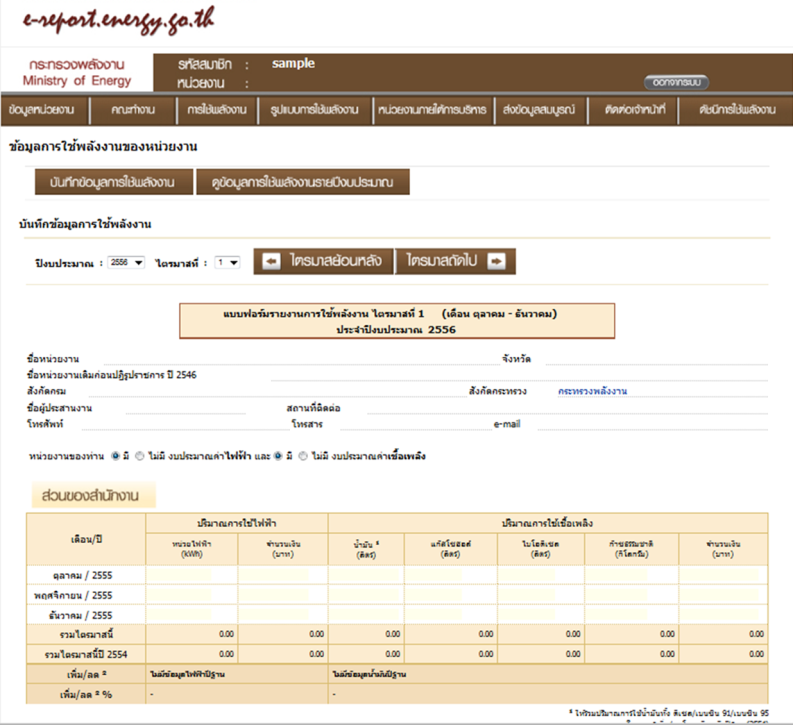 e-report.energy.go.th
กระทรวงพลังงาน
Ministry of Energy
รหัสสมาชิก : sample
หน่วยงาน :
ออกจากระบบ
ข้อมูลหน่วยงาน คณะทำงาน การใช้พลังงาน รูปแบบการใช้พลังงาน หน่วยงานภายใต้การบริหาร ส่งข้อมูลสมบูรณ์ ติดต่อเจ้าหน้าที่ ดัชนีการใช้พลังงาน
ข้อมูลการใช้พลังงานของหน่วยงาน
บันทึกข้อมูลการใช้พลังงาน ดูข้อมูลการใช้พลังงานรายปีงบประมาณ
บันทึกข้อมูลการใช้พลังงาน
ปีงบประมาณ : 2556 ไตรมาสที่ : 1 ไตรมาสย้อนหลัง ไตรมาสถัดไป
แบบฟอร์มรายงานการใช้พลังงาน ไตรมาสที่ 1 (เดือน ตุลาคม - ธันวาคม)
ประจำปีงบประมาณ 2556
ชื่อหน่วยงาน จังหวัด
ชื่อหน่วยงานเดิมก่อนปฏิรูปราชการ ปี 2546
สังกัดกรม สังกัดกระทรวง กระทรวงพลังงาน
ชื่อผู้ประสานงาน สถานที่ติดต่อ
โทรศัพท์ โทรสาร e-mail
หน่วยงานของท่าน มี ไม่มี งบประมาณค่าไฟฟ้า และ มี ไม่มี งบประมาณค่าเชื้อเพลิง
ส่วนของสำนักงาน
เดือน/ปี ปริมาณการใช้ไฟฟ้า ปริมาณการใช้เชื้อเพลิง
หน่วยไฟฟ้า (kWh) จำนวนเงิน (บาท) น้ำมัน (ลิตร) แก๊สโซฮอล์ (ลิตร) ไบโอดีเซล (ลิตร) ก๊าซธรรมชาติ (กิโลกรัม) จำนวนเงิน (บาท)
ตุลาคม / 2555
พฤศจิกายน / 2555
ธันวาคม / 2555
รวมไตรมาสนี้ 0.00 0.00 0.00 0.00 0.00 0.00 0.00
รวมไตรมาสนี้ปี 2554 0.00 0.00 0.00 0.00 0.00 0.00 0.00
เพิ่ม/ลด ± ไม่มีข้อมูลไฟฟ้าปีฐาน ไม่มีข้อมูลน้ำมันปีฐาน
เพิ่ม/ลด ± % - -
ให้รวมปริมาณการใช้น้ำมันทั้ง ดีเซล/เบนซิน 91/เบนซิน 95